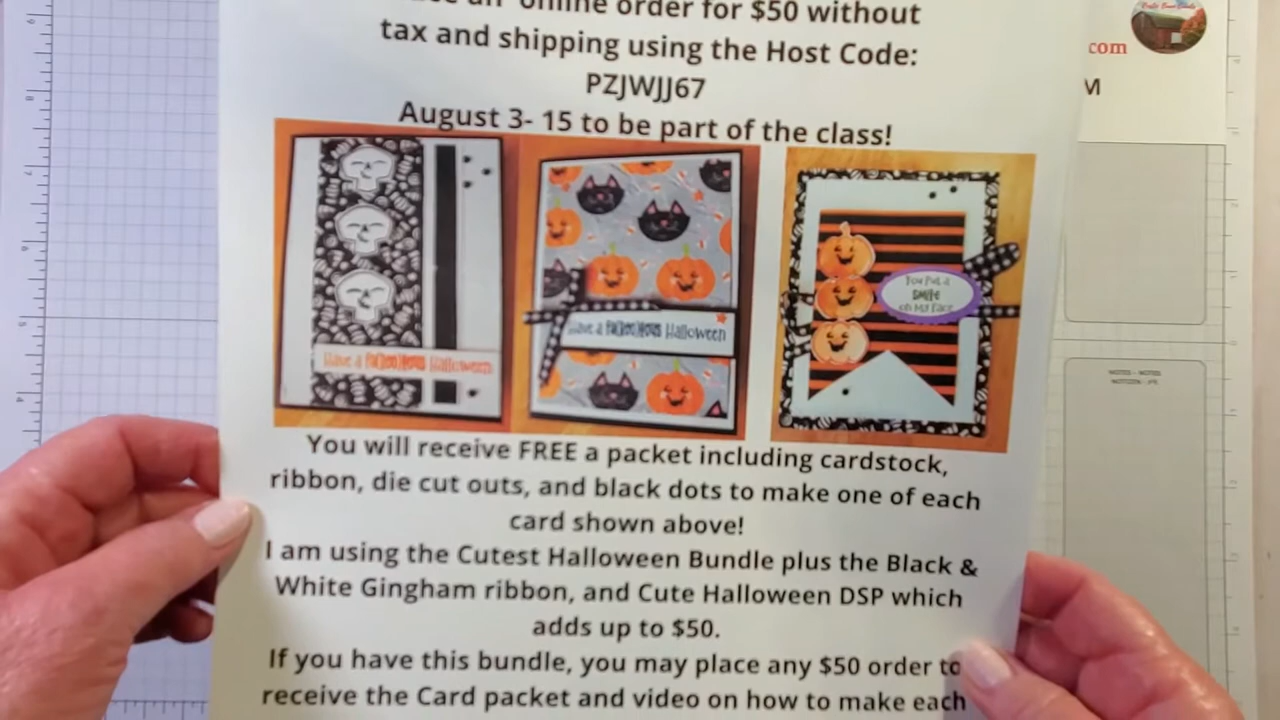 online order for $50 without
tax and shipping using the Host Code:
PZJWJJ67
August 3- 15 to be part of the class!
com
M
Have a Halloween
Have a Halloween
You Put a
SMILE
on My Face
NOTES - NOTES
NOTIZEN
You will receive FREE a packet including cardstock,
ribbon, die cut outs, and black dots to make one of each
card shown above!
I am using the Cutest Halloween Bundle plus the Black &
White Gingham ribbon, and Cute Halloween DSP which
adds up to $50.
If you have this bundle, you may place any $50 order to
receive the Card packet and video on how to make each